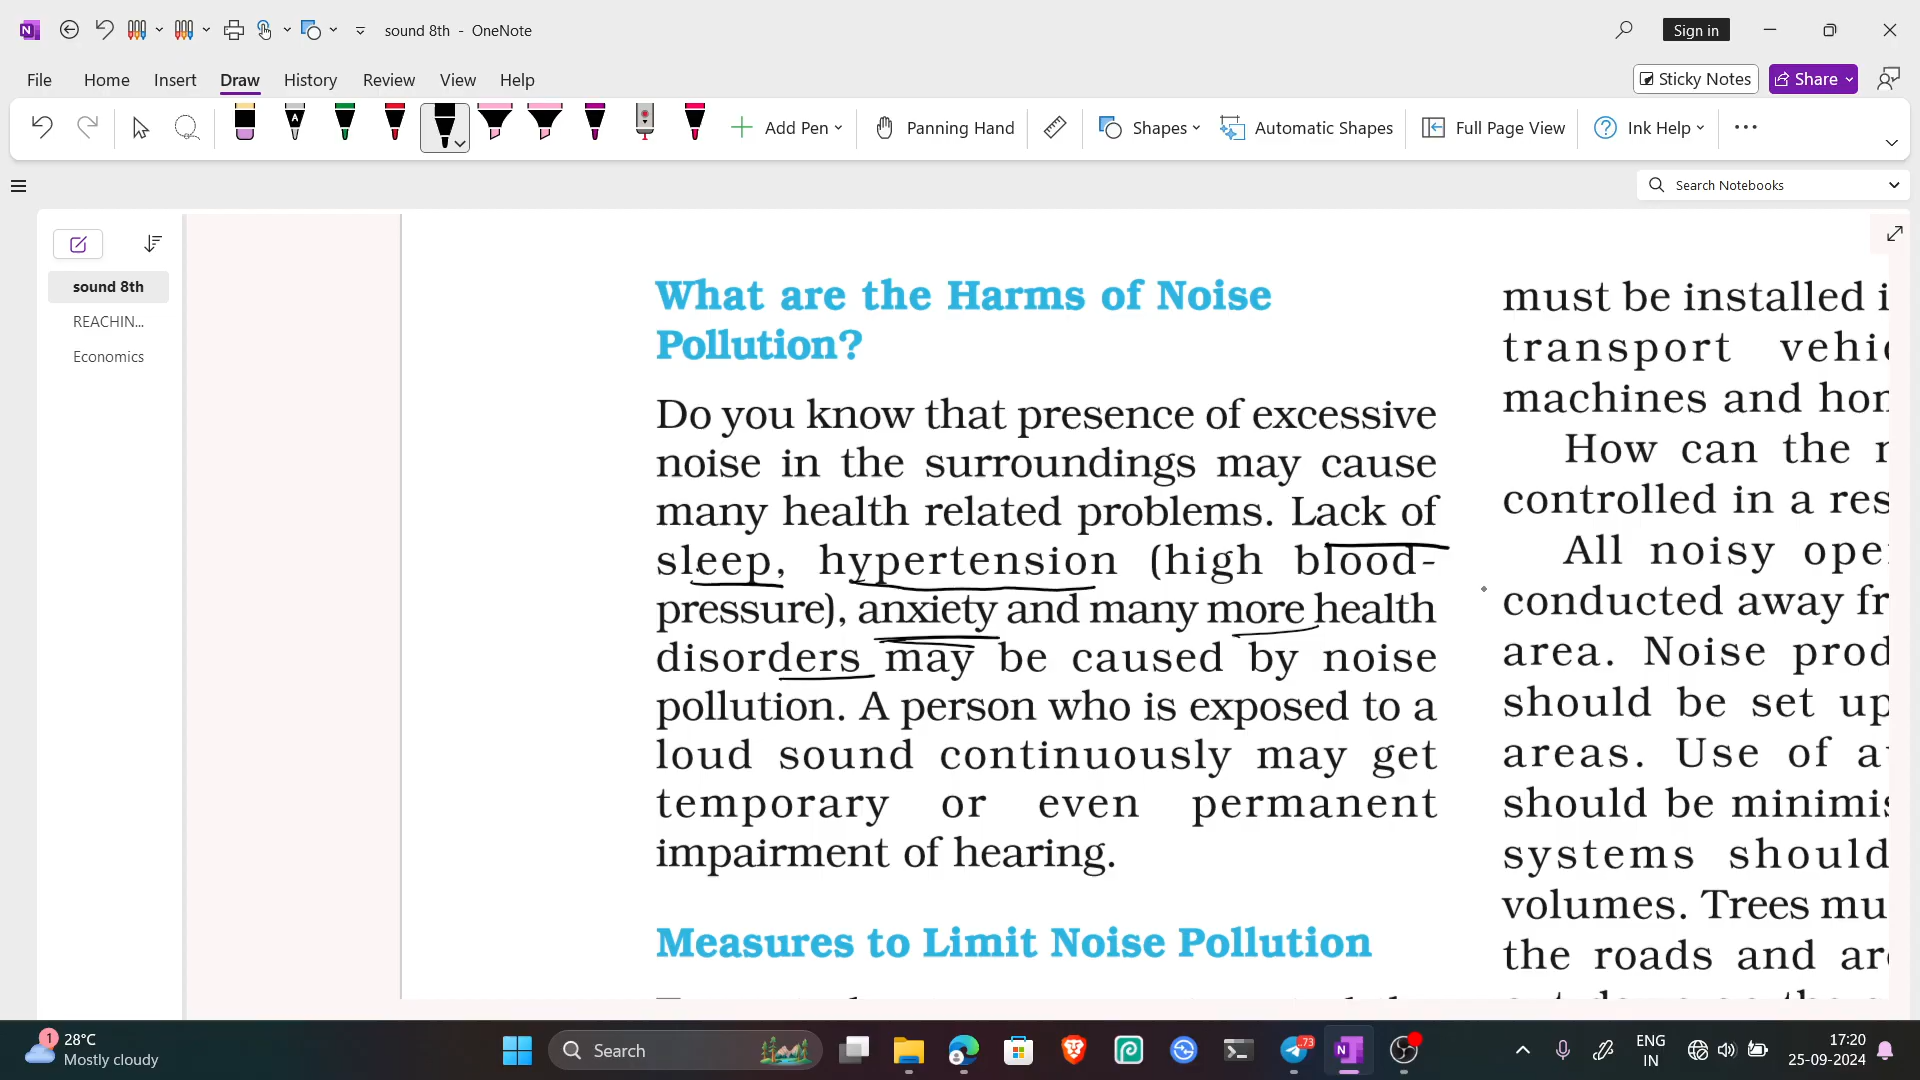 sound 8th - OneNote
Sign in
File Home Insert Draw History Review View Help
Sticky Notes
Share
Add Pen
Panning Hand
Shapes
Automatic Shapes
Full Page View
Ink Help
Search Notebooks
sound 8th
REACHIN...
Economics
What are the Harms of Noise
Pollution?
Do you know that presence of excessive
noise in the surroundings may cause
many health related problems. Lack of
sleep, hypertension (high blood-
pressure), anxiety and many more health
disorders may be caused by noise
pollution. A person who is exposed to a
loud sound continuously may get
temporary or even permanent
impairment of hearing.
Measures to Limit Noise Pollution
must be installed i
transport vehic
machines and hom
How can the
controlled in a res
All noisy ope
conducted away fr
area. Noise prod
should be set up
areas. Use of
should be minimis
systems should
volumes. Trees mu
the roads and
1
28°C
Mostly cloudy
Search
73
ENG
IN
17:20
25-09-2024